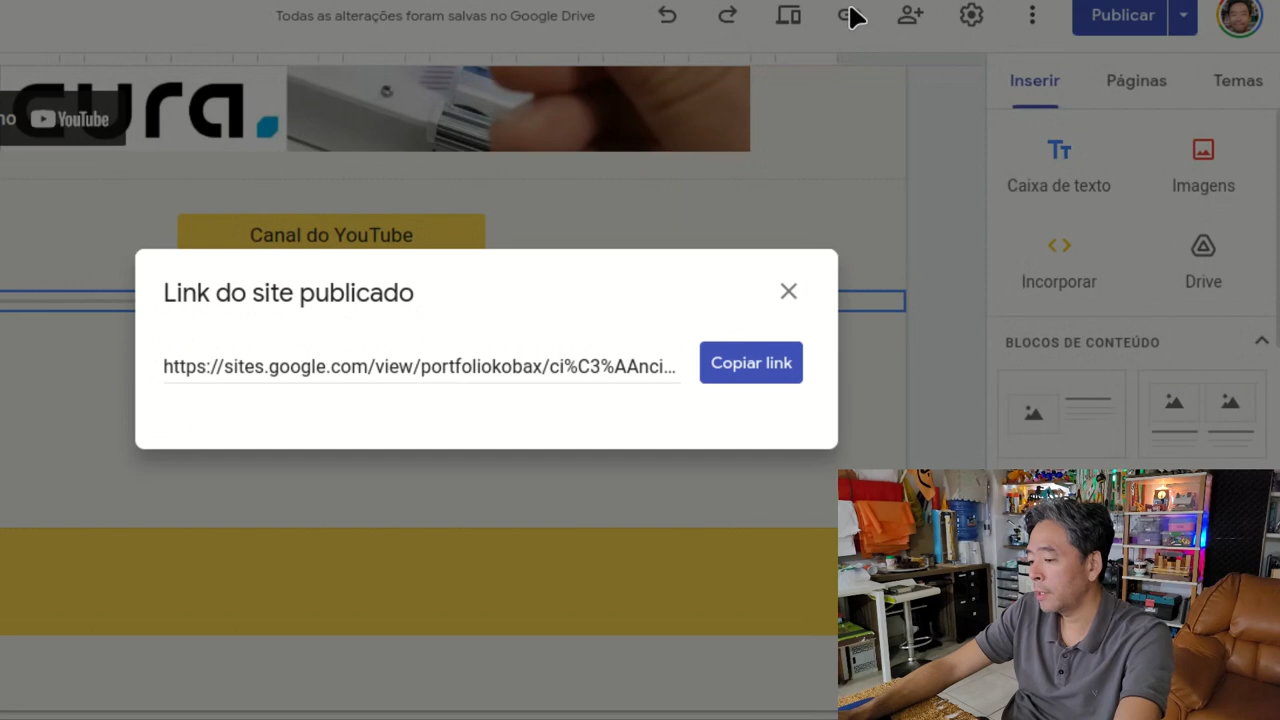 Todas as alterações foram salvas no Google Drive
Publicar
Inserir
Páginas
Temas
no YouTube
cura.
Caixa de texto
Imagens
Canal do YouTube
Incorporar
Drive
Link do site publicado
https://sites.google.com/view/portfoliokobax/ci%C3%AAnci...
Copiar link
BLOCOS DE CONTEÚDO